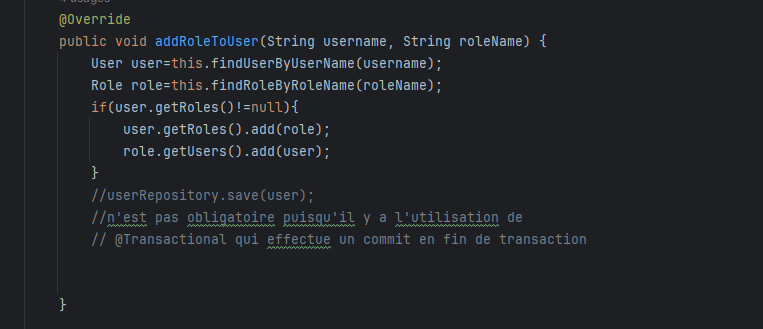 usages
@Override
public void addRoleToUser(String username, String roleName) {
User user=this.findUserByUserName(username);
Role role=this.findRoleByRoleName(roleName);
if(user.getRoles()!=null){
user.getRoles().add(role);
role.getUsers().add(user);
}
//userRepository.save(user);
//n'est pas obligatoire puisqu'il y a l'utilisation de
// @Transactional qui effectue un commit en fin de transaction
}